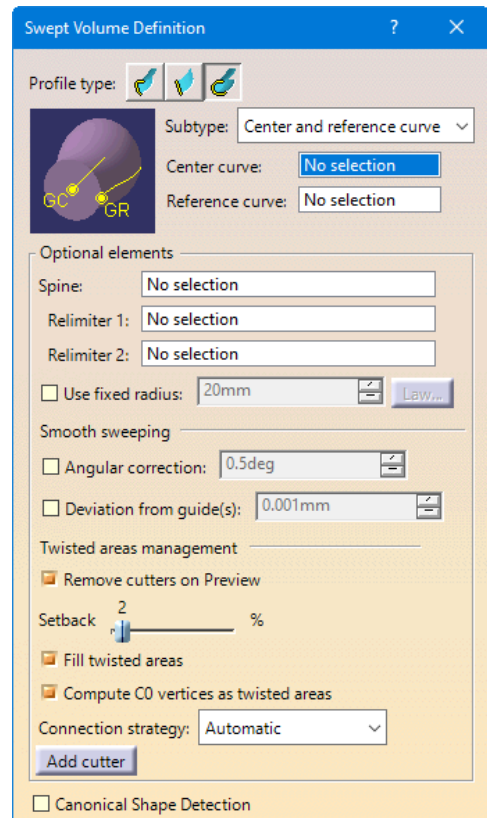 Swept Volume Definition ? ×
Profile type:
Subtype: Center and reference curve
Center curve: No selection
Reference curve: No selection
GC
GR
Optional elements
Spine: No selection
Relimiter 1: No selection
Relimiter 2: No selection
Use fixed radius: 20mm Law...
Smooth sweeping
Angular correction: 0.5deg
Deviation from guide(s): 0.001mm
Twisted areas management
Remove cutters on Preview
2
Setback %
Fill twisted areas
Compute C0 vertices as twisted areas
Connection strategy: Automatic
Add cutter
Canonical Shape Detection